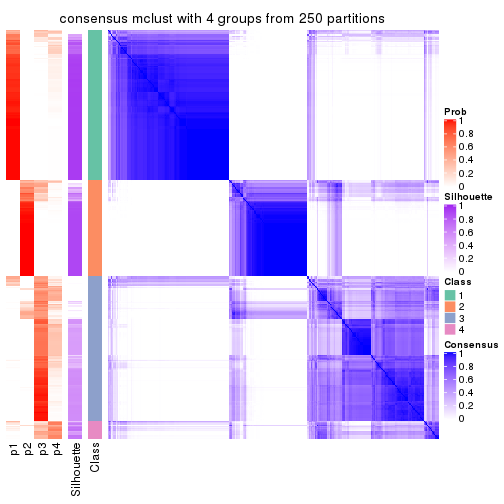 consensus mclust with 4 groups from 250 partitions
Prob
1
0.8
0.6
0.4
0.2
0
Silhouette
1
0.8
0.6
0.4
0.2
0
Class
1
2
3
4
Consensus
1
0.8
0.6
0.4
0.2
0
p1
p2
p3
p4
Silhouette
Class